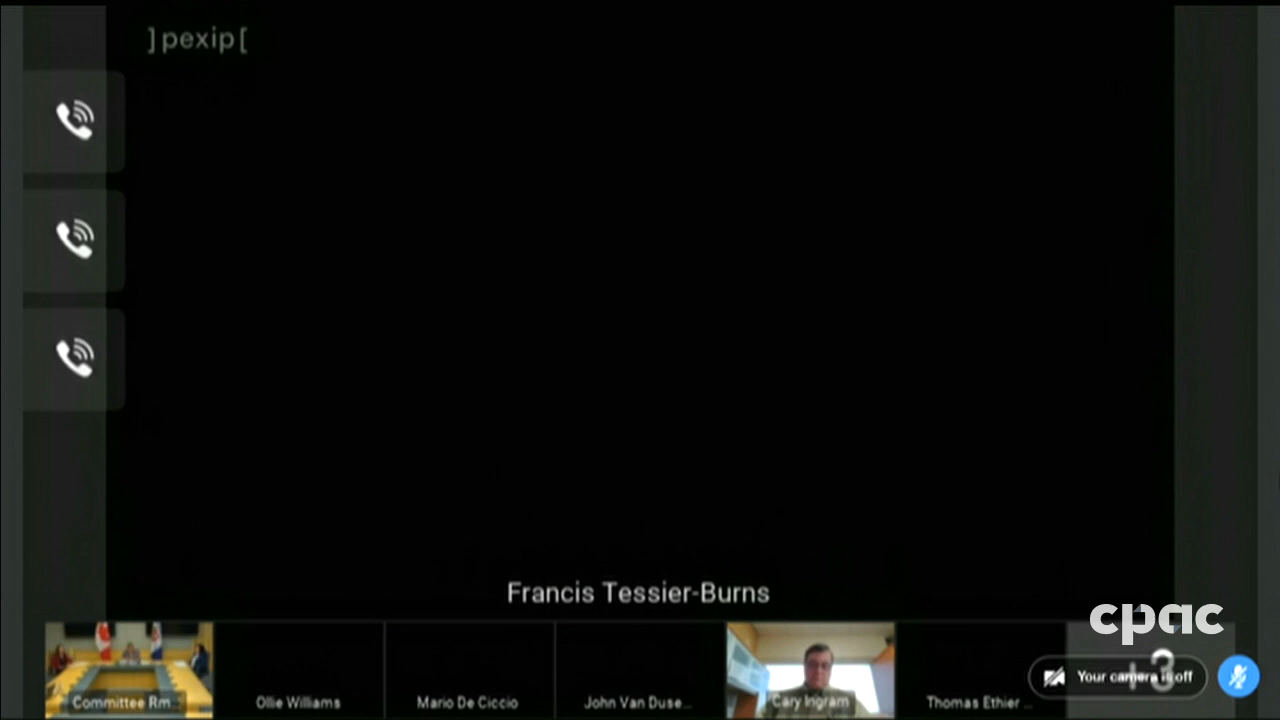 ]pexip[
Francis Tessier-Burns
cpac
Committee Rm
Ollie Williams
Mario De Ciccio
John Van Duse...
Cary Ingram
Thomas Ethier ...
+3
Your camera is off